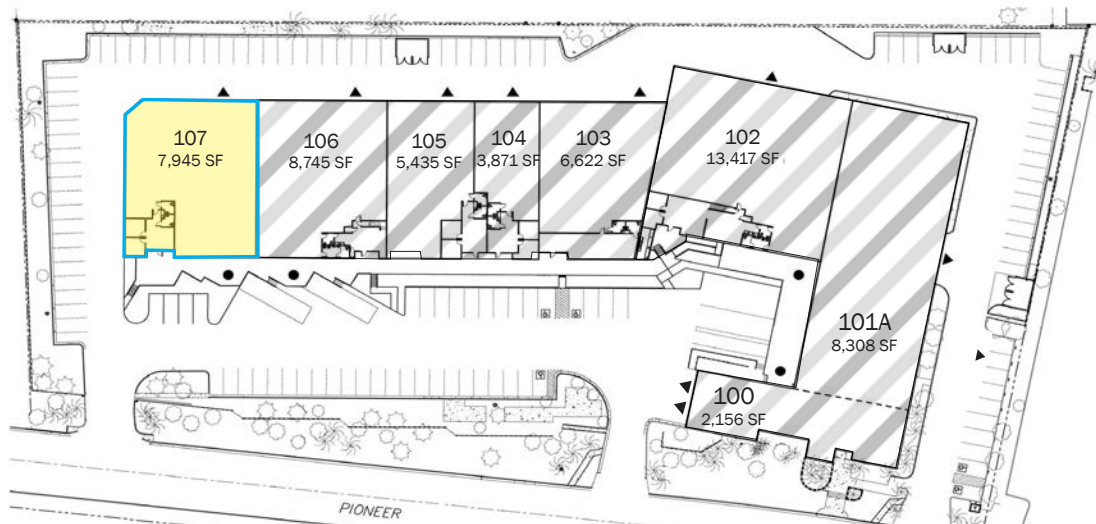 107
7,945 SF
106
8,745 SF
105
5,435 SF
104
3,871 SF
103
6,622 SF
102
13,417 SF
101A
8,308 SF
100
2,156 SF
PIONEER